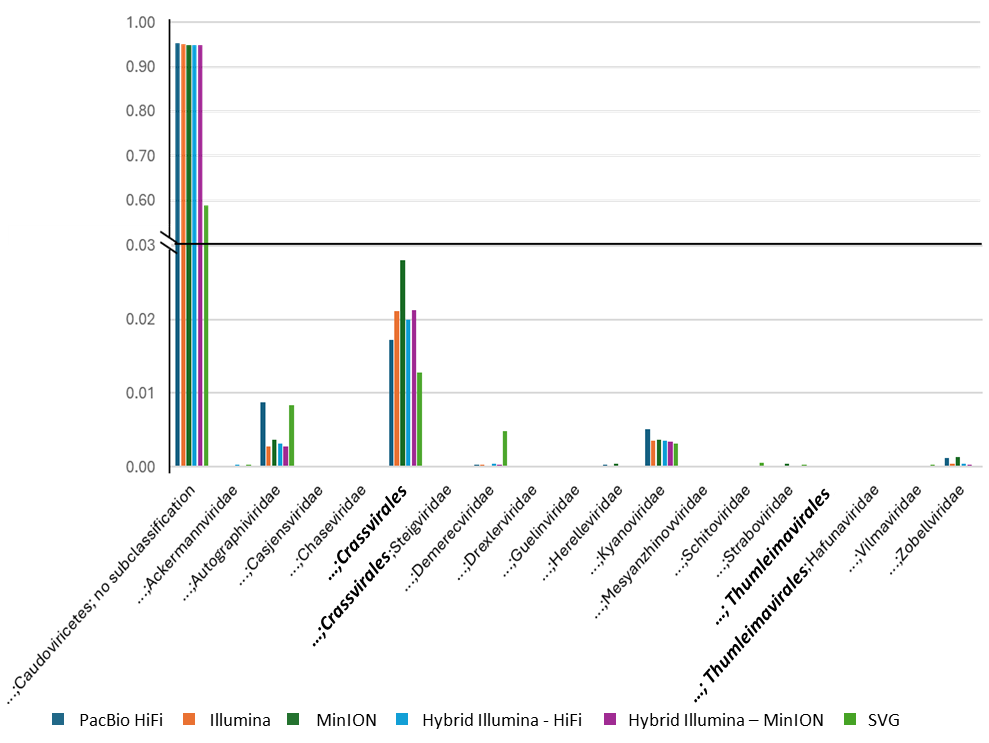 1.00
0.90
0.80
0.70
0.60
0.03
0.02
0.01
0.00
...;Caudoviricetes; no subclassification
...;Ackermannviridae
...;Autographiviridae
...;Casjensviridae
...;Chaseviridae
...;Crassvirales
...;Crassvirales;Steigviridae
...;Demerecviridae
...;Drexlerviridae
...;Guelinviridae
...;Herelleviridae
...;Kyanoviridae
...;Mesyanzhinovviridae
...;Schitoviridae
...;Straboviridae
...; Thumleimavirales
...; Thumleimavirales;Hafunaviridae
...;Vilmaviridae
...;Zobellviridae
PacBio HiFi Illumina MinION Hybrid Illumina - HiFi Hybrid Illumina – MinION SVG